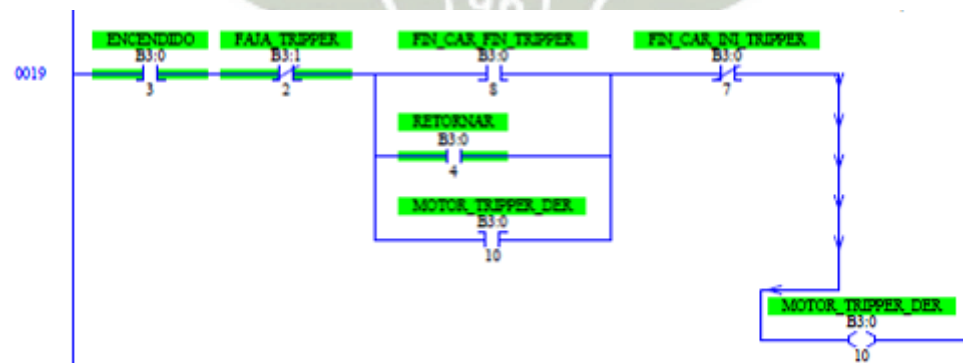 ENCENDIDO FAJA_TRIPPER FIN_CAR_FIN_TRIPPER FIN_CAR_INI_TRIPPER
B3:0 B3:1 B3:0 B3:0
0019
3 2 8 7
RETORNAR
B3:0
4
MOTOR_TRIPPER_DER
B3:0
10
MOTOR_TRIPPER_DER
B3:0
10